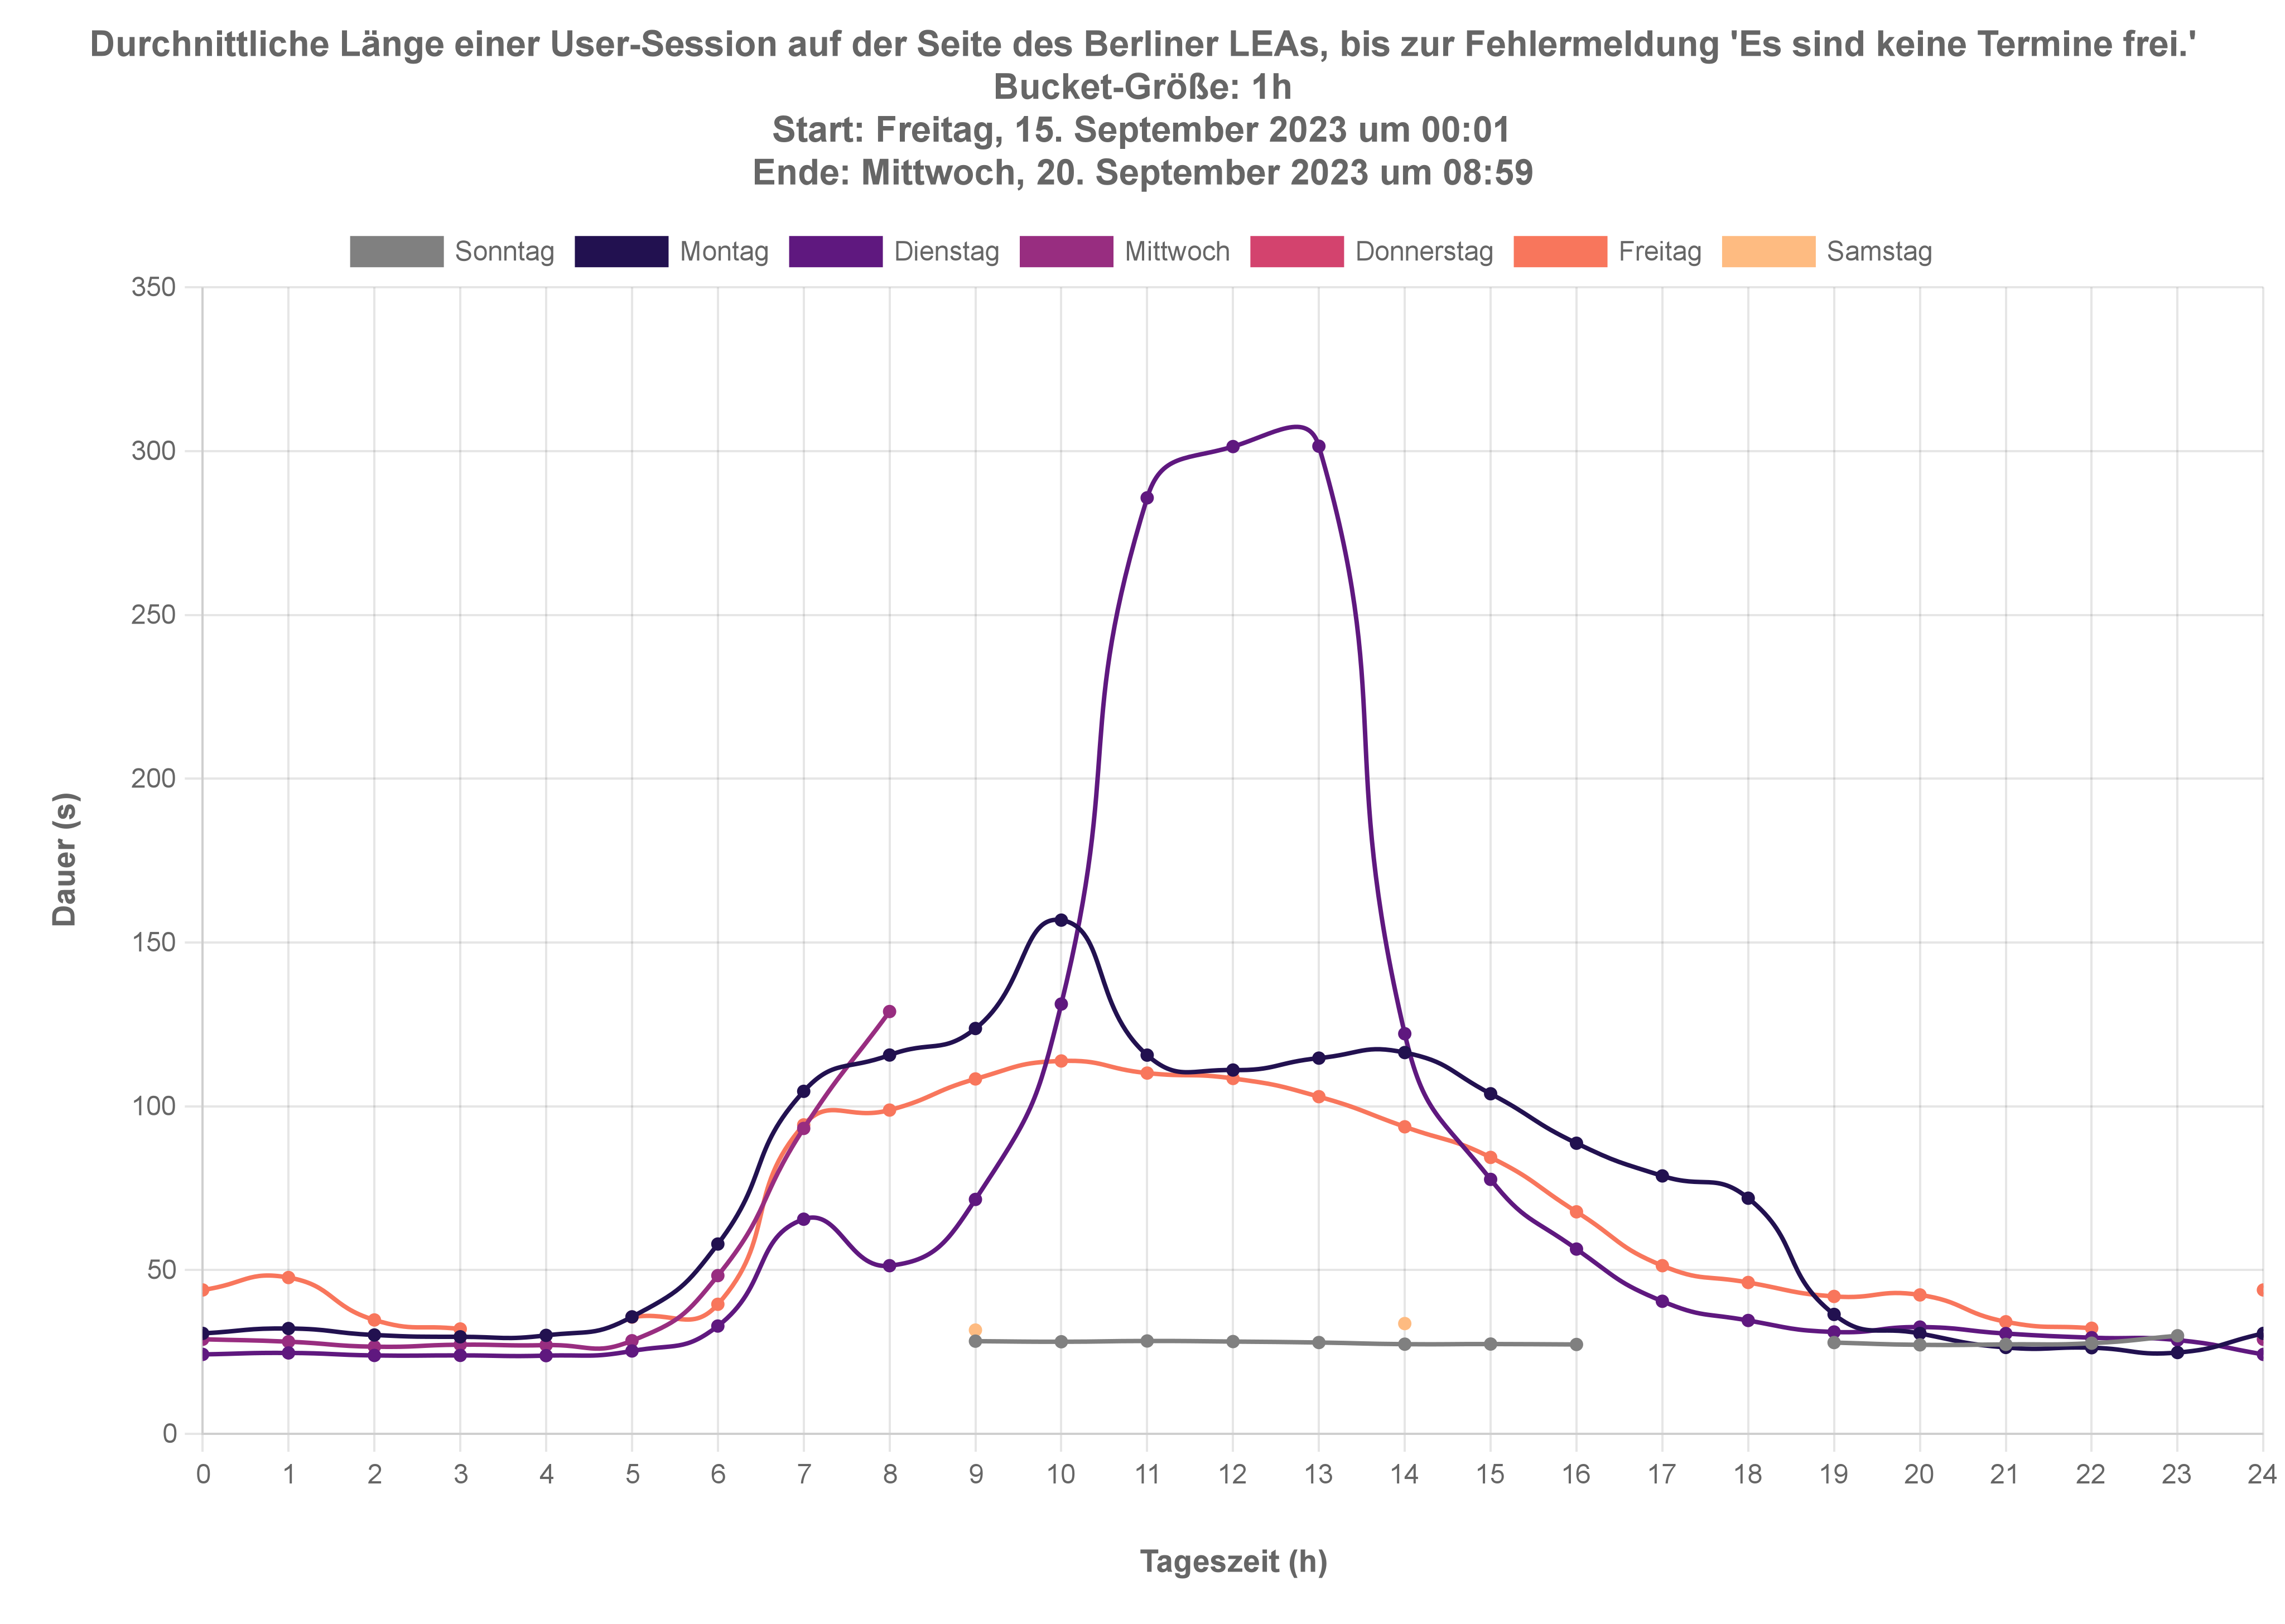 Durchnittliche Länge einer User-Session auf der Seite des Berliner LEAs, bis zur Fehlermeldung 'Es sind keine Termine frei.'
Bucket-Größe: 1h
Start: Freitag, 15. September 2023 um 00:01
Ende: Mittwoch, 20. September 2023 um 08:59
Sonntag Montag Dienstag Mittwoch Donnerstag Freitag Samstag
350
300
250
200
150
100
50
0
Dauer (s)
0 1 2 3 4 5 6 7 8 9 10 11 12 13 14 15 16 17 18 19 20 21 22 23 24
Tageszeit (h)